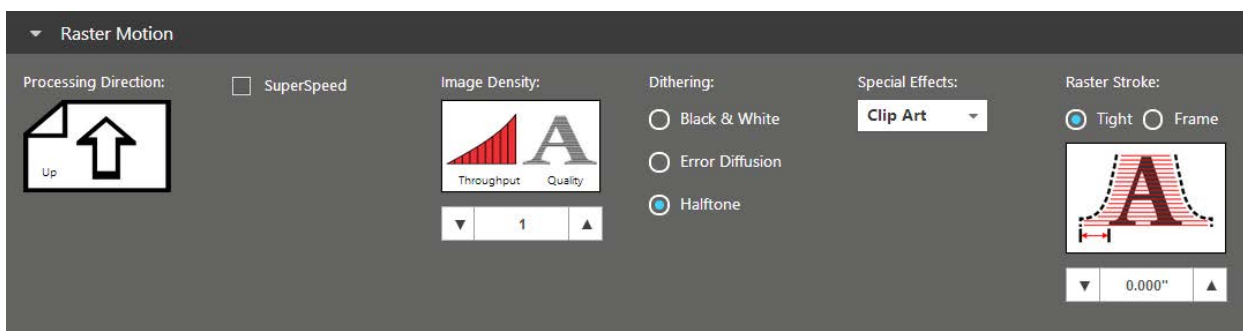 Raster Motion
Processing Direction:
Up
SuperSpeed
Image Density:
A
Throughput Quality
1
Dithering:
Black & White
Error Diffusion
Halftone
Special Effects:
Clip Art
Raster Stroke:
Tight Frame
A
0.000"